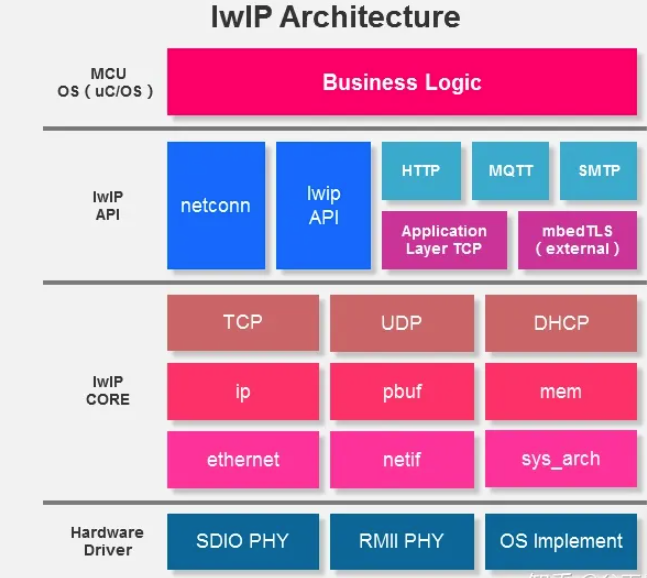 lwIP Architecture
MCU
OS ( uC/OS )
Business Logic
lwIP
API
netconn
lwip
API
HTTP
MQTT
SMTP
Application
Layer TCP
mbedTLS
( external )
lwIP
CORE
TCP
UDP
DHCP
ip
pbuf
mem
ethernet
netif
sys_arch
Hardware
Driver
SDIO PHY
RMII PHY
OS Implement